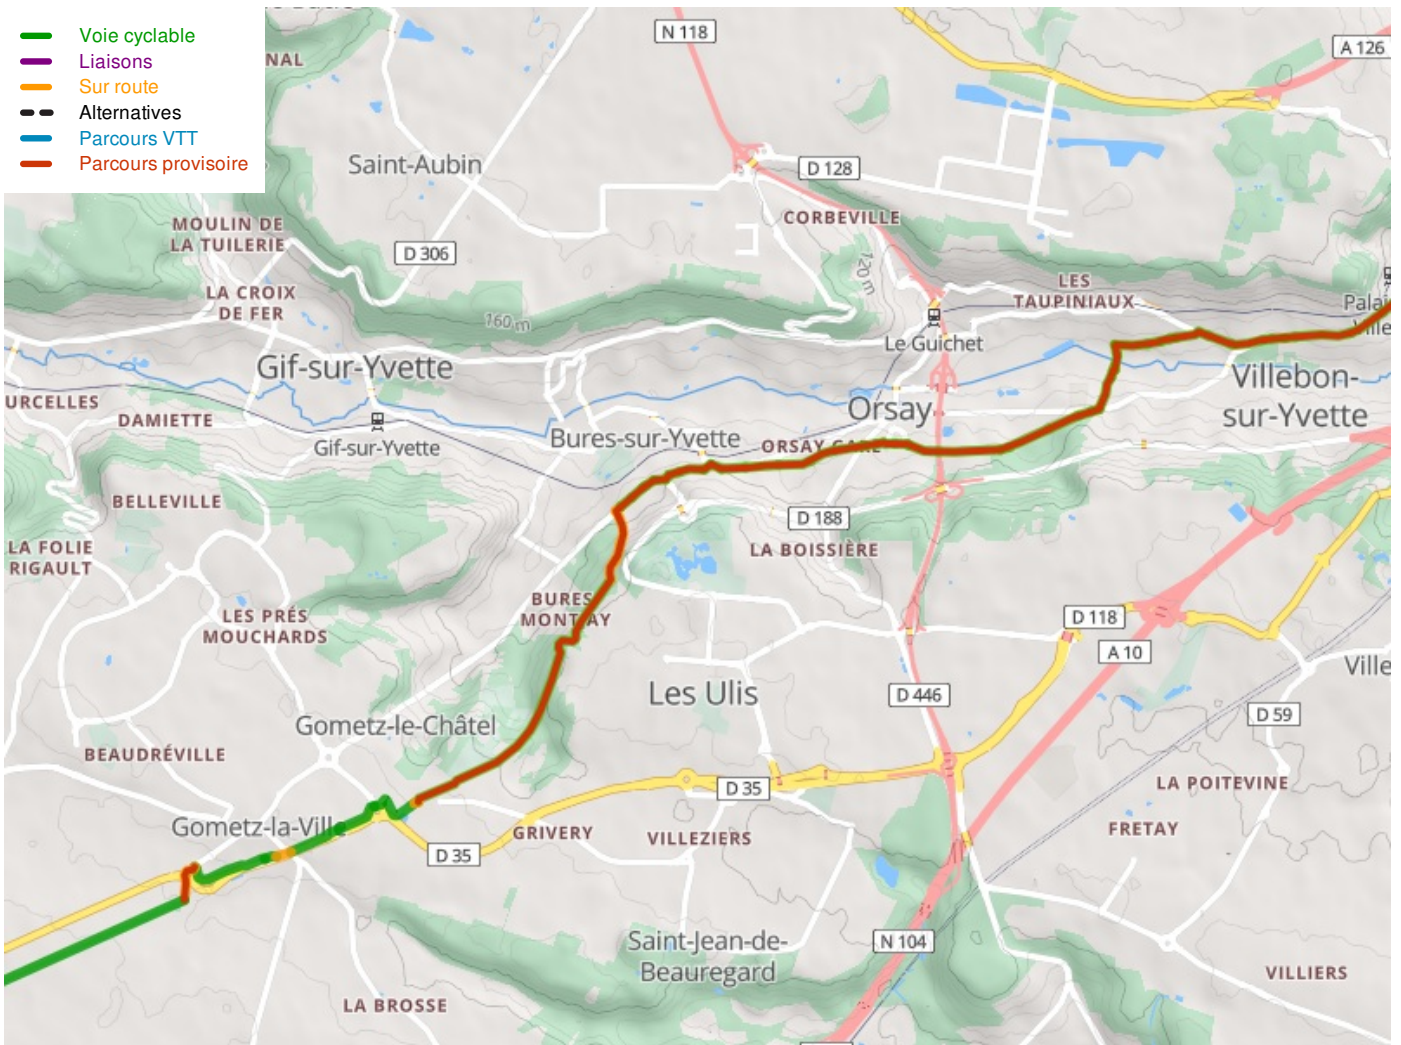 Voie cyclable
Liaisons
Sur route
Alternatives
Parcours VTT
Parcours provisoire
N 118
A 126
NAL
Saint-Aubin
D 128
MOULIN DE
LA TUILERIE
CORBEVILLE
D 306
120 m
LA CROIX
DE FER
LES
TAUPINIAUX
160 m
Le Guichet
Gif-sur-Yvette
Villebon-
sur-Yvette
URCELLES
DAMIETTE
Orsay
Gif-sur-Yvette
Bures-sur-Yvette
ORSAY GARE
BELLEVILLE
D 188
LA FOLIE
RIGAULT
LA BOISSIÈRE
BURES
MONTJAY
LES PRÉS
MOUCHARDS
D 118
A 10
Ville
Les Ulis
D 446
D 59
Gometz-le-Châtel
BEAUDRÉVILLE
D 35
LA POITEVINE
Gometz-la-Ville
GRIVERY
VILLEZIERS
FRETAY
D 35
Saint-Jean-de-
Beauregard
N 104
VILLIERS
LA BROSSE